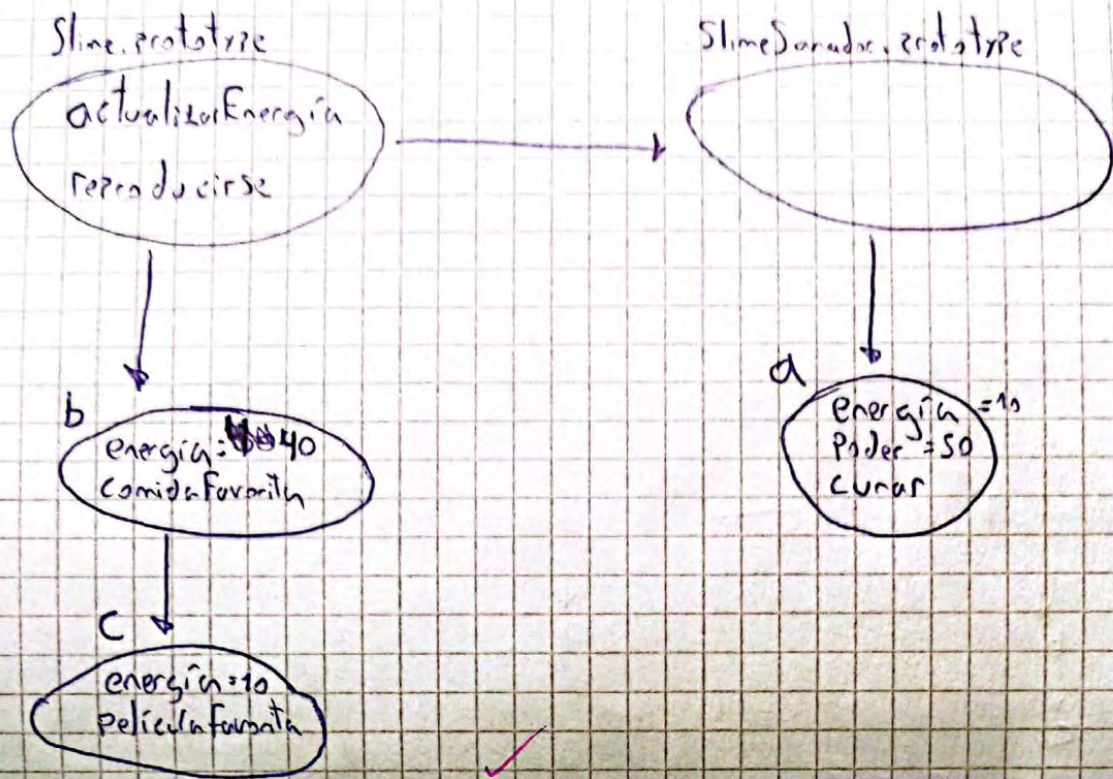 Slime.prototype
actualizarEnergía
reproducirse
SlimeSanador.prototype
b
energía: 40
comidaFavorita
a
energía =10
Poder =50
curar
c
energía=10
películaFavorita